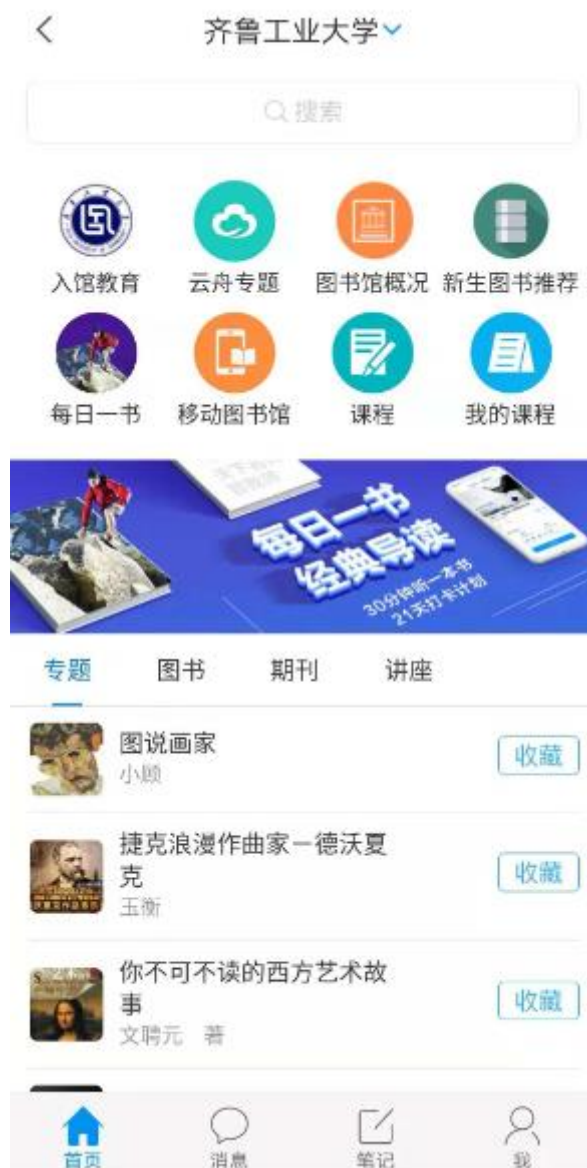 齐鲁工业大学
搜索
入馆教育
云舟专题
图书馆概况
新生图书推荐
每日一书
移动图书馆
课程
我的课程
每日一书
经典导读
30分钟听一本书
21天打卡计划
专题
图书
期刊
讲座
图说画家
小顾
收藏
捷克浪漫作曲家－德沃夏
克
玉衡
收藏
你不可不读的西方艺术故
事
文聘元 著
收藏
首页
消息
笔记
我